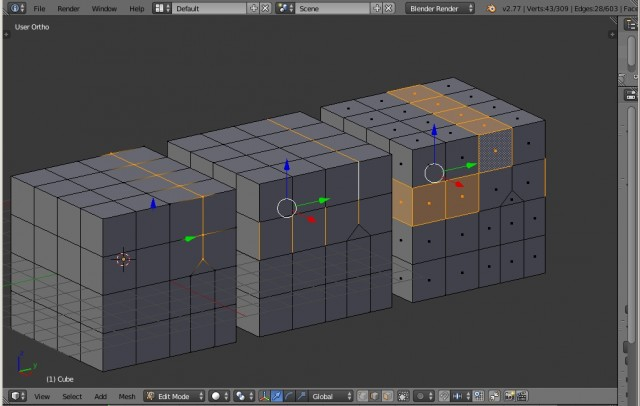 File Render Window Help Default Scene Blender Render v2.77 | Verts:43/309 | Edges:28/603 | Face
User Ortho
z
y
(1) Cube
View Select Add Mesh Edit Mode Global